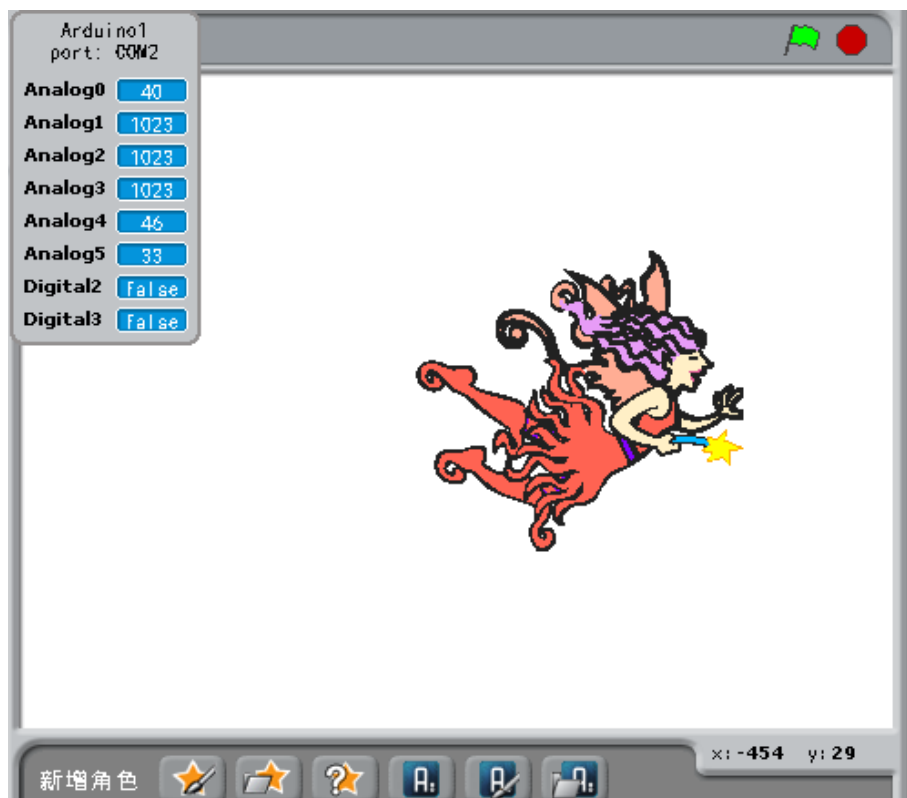 Arduino1
port: COM2
Analog0 40
Analog1 1023
Analog2 1023
Analog3 1023
Analog4 46
Analog5 33
Digital2 False
Digital3 False
x: -454 y: 29
新增角色 A: A A: